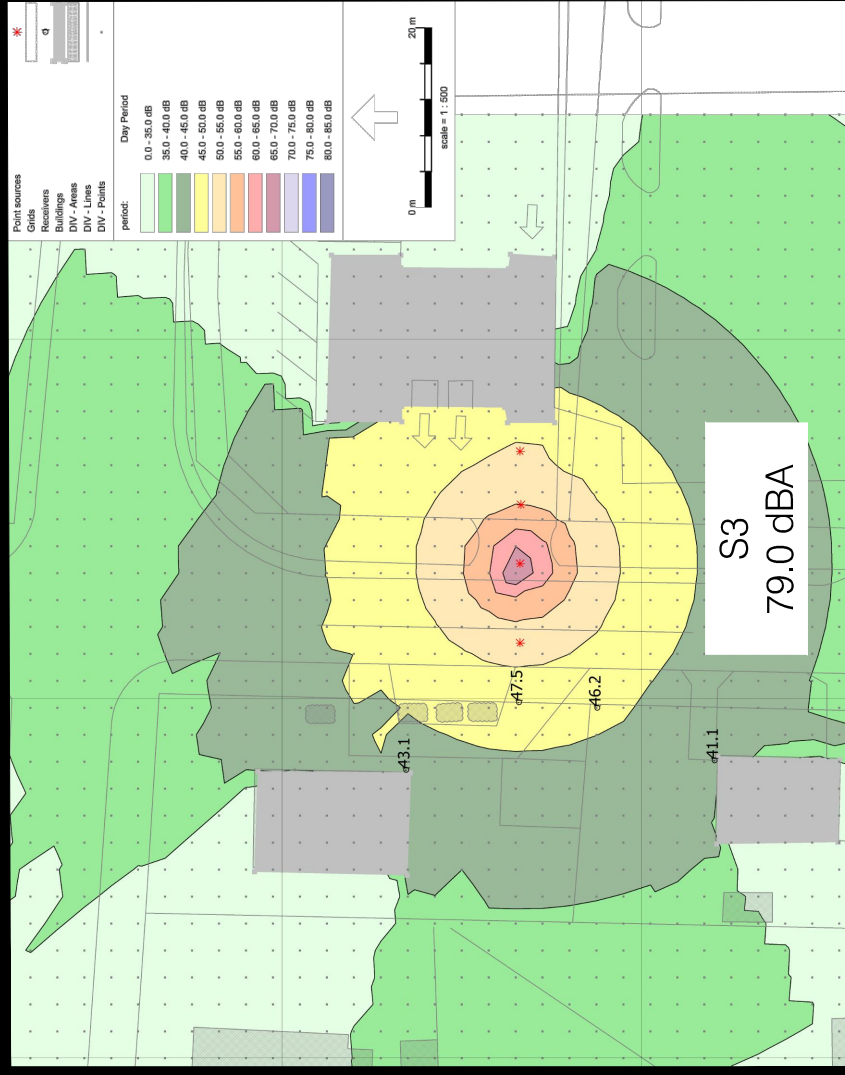 Point sources
Grids
Receivers
Buildings
DIV - Areas
DIV - Lines
DIV - Points
period:
Day Period
0.0 - 35.0 dB
35.0 - 40.0 dB
40.0 - 45.0 dB
45.0 - 50.0 dB
50.0 - 55.0 dB
55.0 - 60.0 dB
60.0 - 65.0 dB
65.0 - 70.0 dB
70.0 - 75.0 dB
75.0 - 80.0 dB
80.0 - 85.0 dB
0 m
20 m
scale = 1 : 500
47.5
46.2
43.1
41.1
S3
79.0 dBA